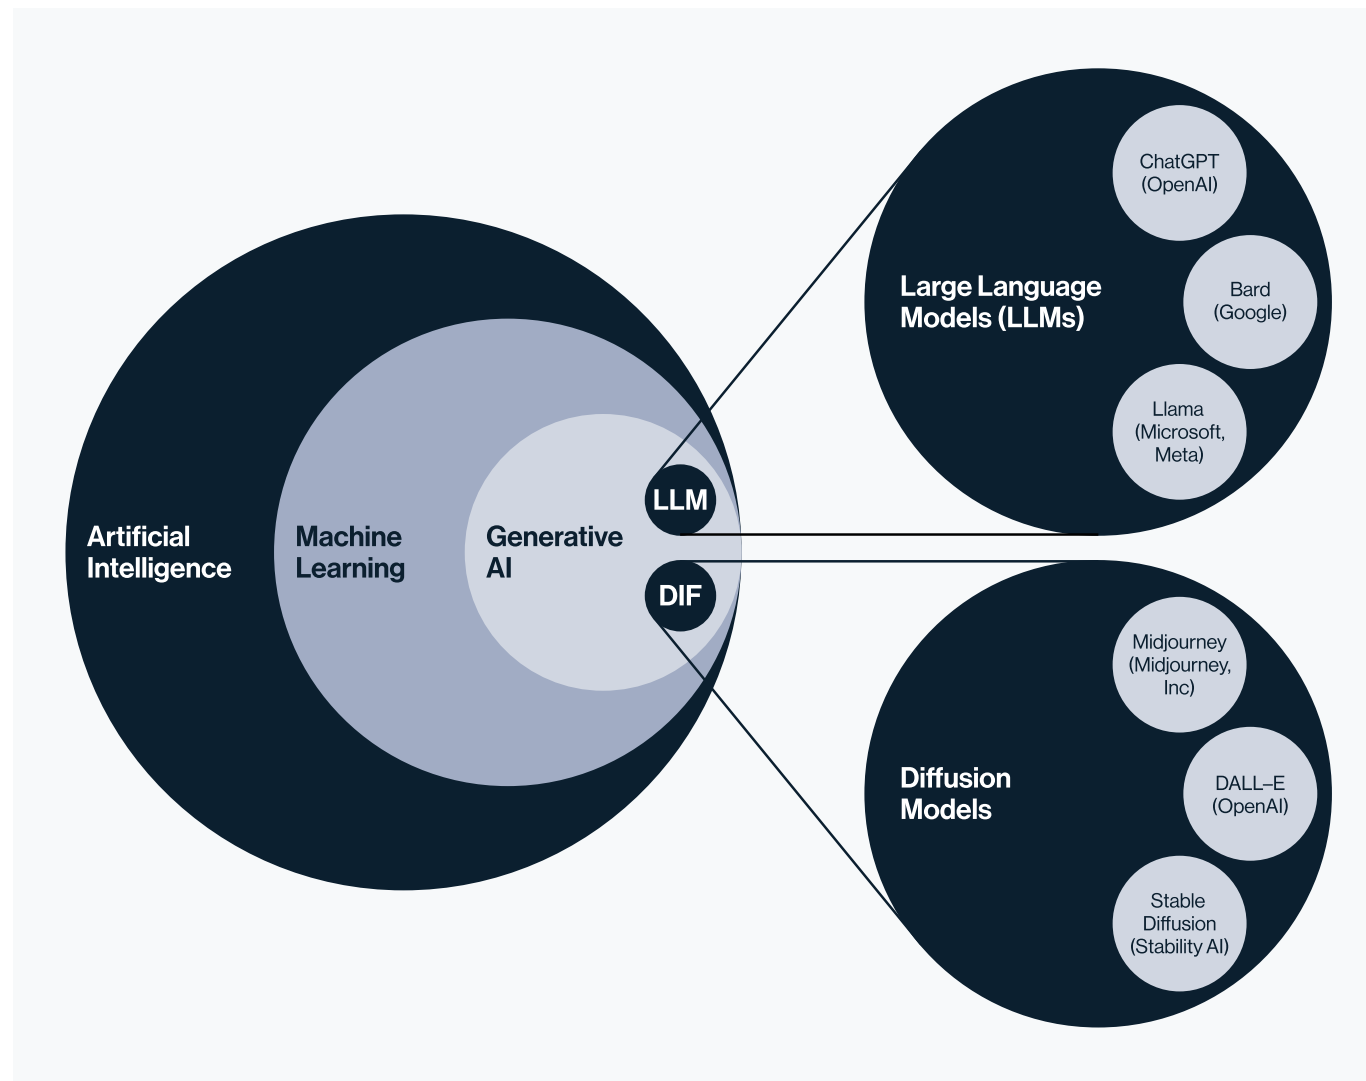 Artificial
Intelligence
Machine
Learning
Generative
AI
LLM
DIF
Large Language
Models (LLMs)
ChatGPT
(OpenAI)
Bard
(Google)
Llama
(Microsoft,
Meta)
Diffusion
Models
Midjourney
(Midjourney,
Inc)
DALL–E
(OpenAI)
Stable
Diffusion
(Stability AI)